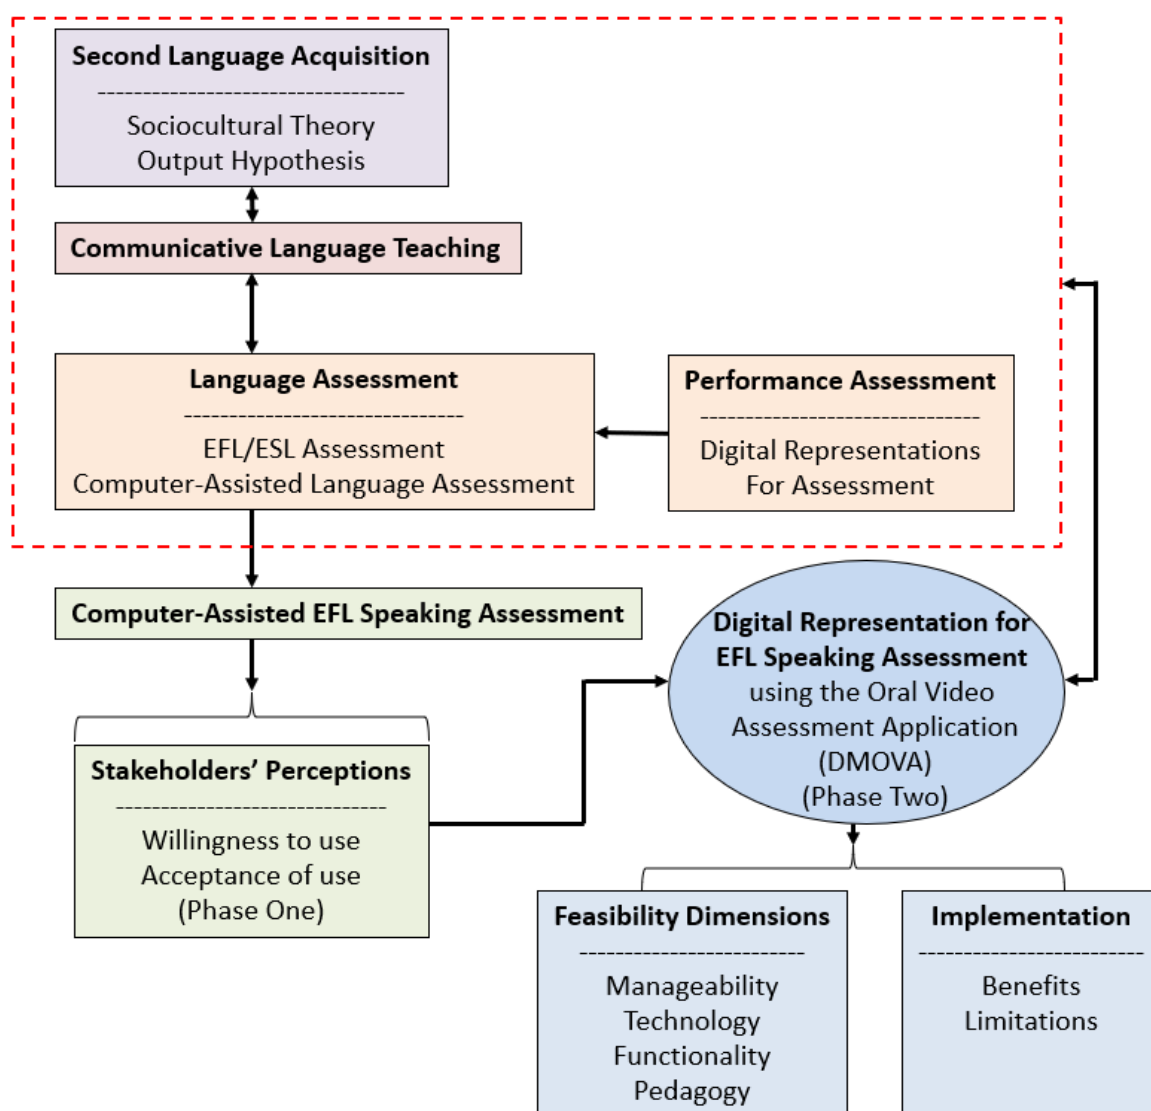 Second Language Acquisition
----------------------------------
Sociocultural Theory
Output Hypothesis
Communicative Language Teaching
Language Assessment
-------------------------------
EFL/ESL Assessment
Computer-Assisted Language Assessment
Performance Assessment
-------------------------------
Digital Representations
For Assessment
Computer-Assisted EFL Speaking Assessment
Stakeholders’ Perceptions
------------------------------
Willingness to use
Acceptance of use
(Phase One)
Digital Representation for
EFL Speaking Assessment
using the Oral Video
Assessment Application
(DMOVA)
(Phase Two)
Feasibility Dimensions
-------------------------
Manageability
Technology
Functionality
Pedagogy
Implementation
-------------------------
Benefits
Limitations